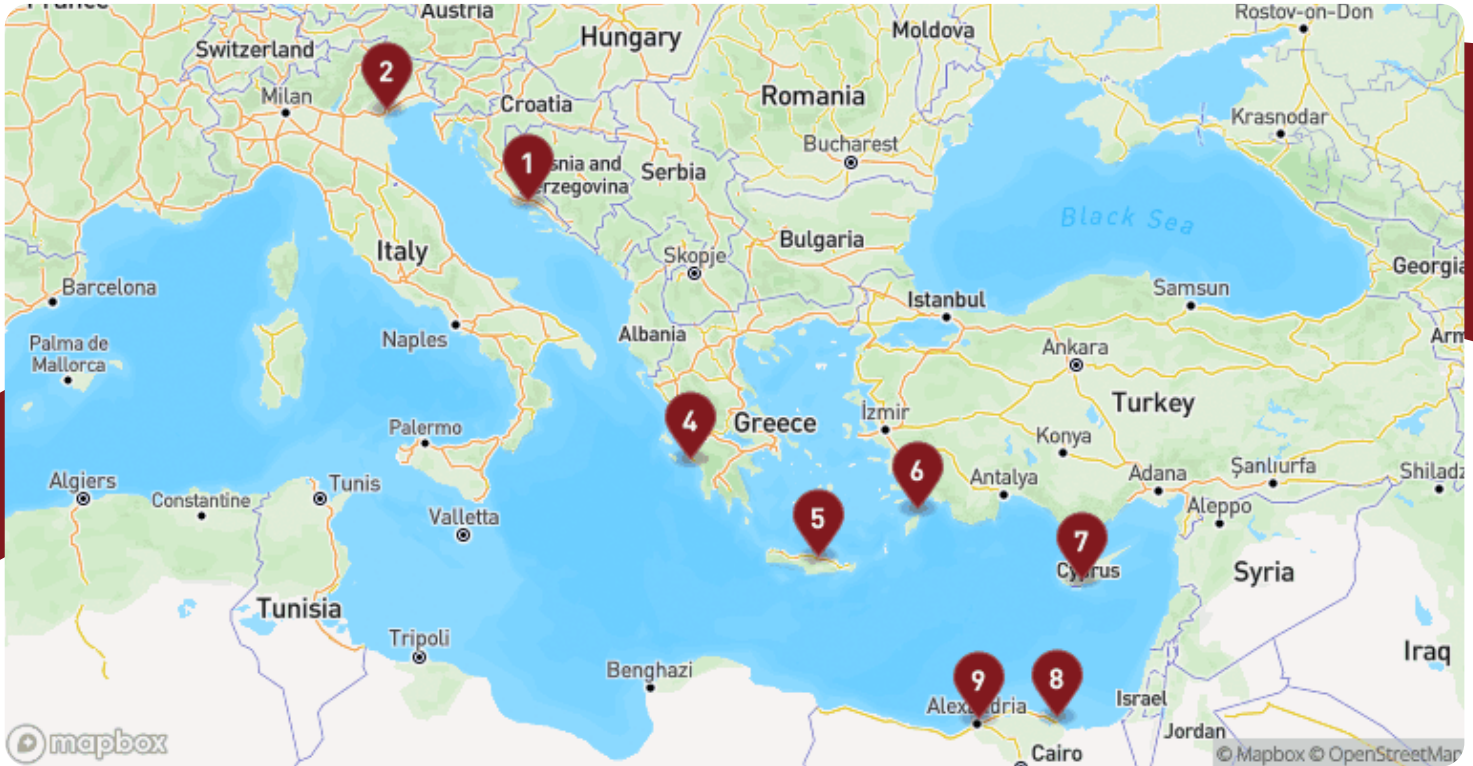 France
Austria
Switzerland
Hungary
Moldova
Rostov-on-Don
2
Milan
Croatia
Romania
Krasnodar
Bucharest
1
snia and
erzegovina
Serbia
Black Sea
Italy
Bulgaria
Skopje
Georgia
Barcelona
Samsun
Istanbul
Naples
Albania
Palma de
Mallorca
Ankara
Arm
Turkey
4
Greece
İzmir
Palermo
Konya
6
Antalya
Adana
Şanlıurfa
Shiladz
Algiers
Constantine
Tunis
Valletta
5
Aleppo
7
Cyprus
Syria
Tunisia
Tripoli
Benghazi
Iraq
9
8
Alexandria
Israel
Jordan
Cairo
mapbox
© Mapbox © OpenStreetMap